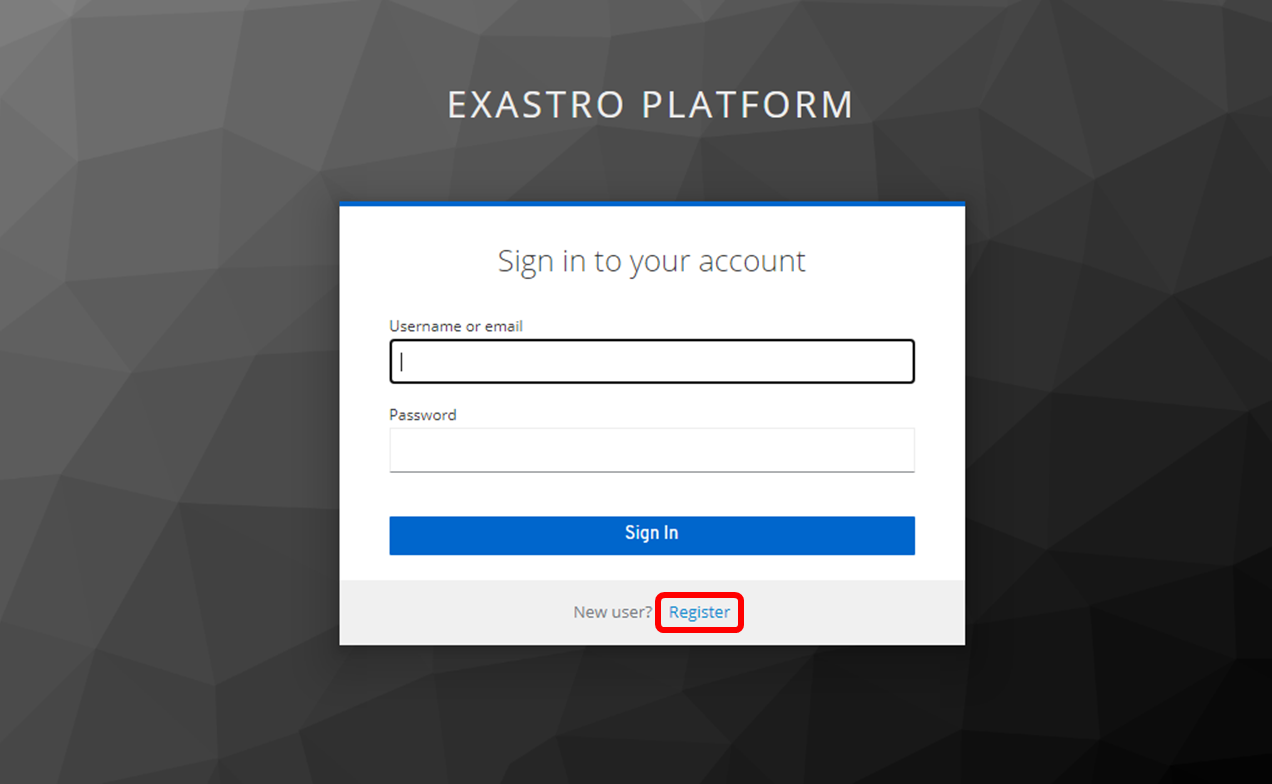 EXASTRO PLATFORM
Sign in to your account
Username or email
Password
Sign In
New user? Register